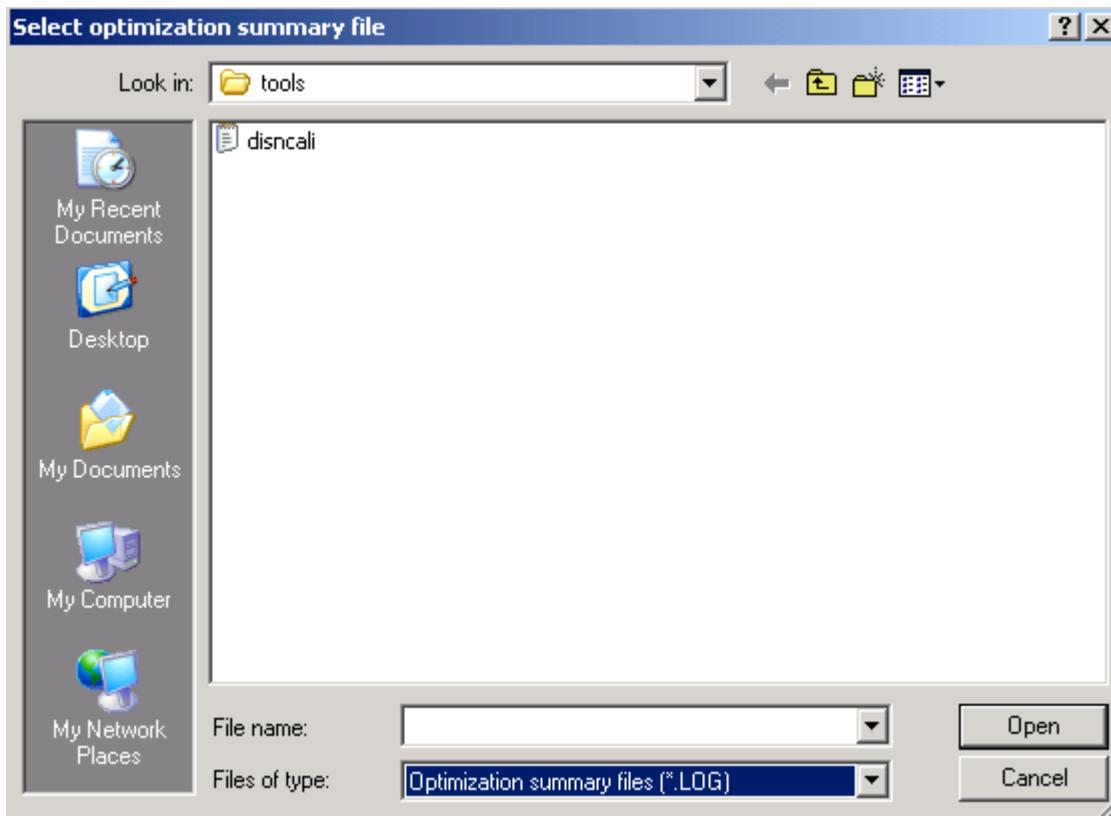 Select optimization summary file
Look in:
tools
disncali
My Recent
Documents
Desktop
My Documents
My Computer
My Network
Places
File name:
Open
Files of type:
Optimization summary files (*.LOG)
Cancel